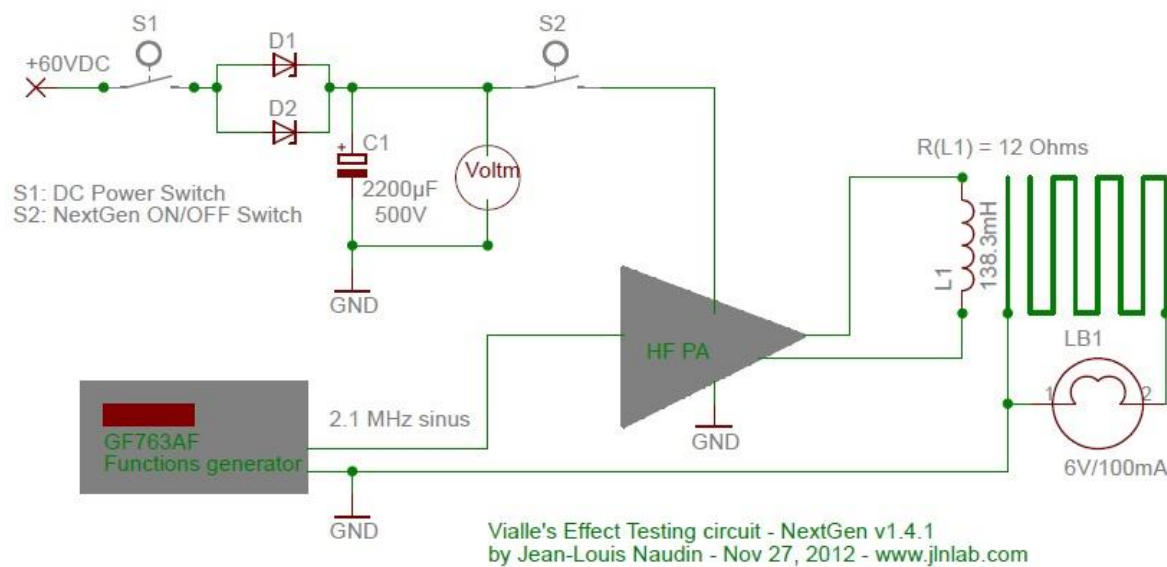 S1
S2
+60VDC
D1
D2
+
C1
2200µF
500V
Voltm
S1: DC Power Switch
S2: NextGen ON/OFF Switch
GND
R(L1) = 12 Ohms
L1
138.3mH
HF PA
LB1
1
2
6V/100mA
GND
2.1 MHz sinus
GF763AF
Functions generator
GND
Vialle's Effect Testing circuit - NextGen v1.4.1
by Jean-Louis Naudin - Nov 27, 2012 - www.jlnlab.com